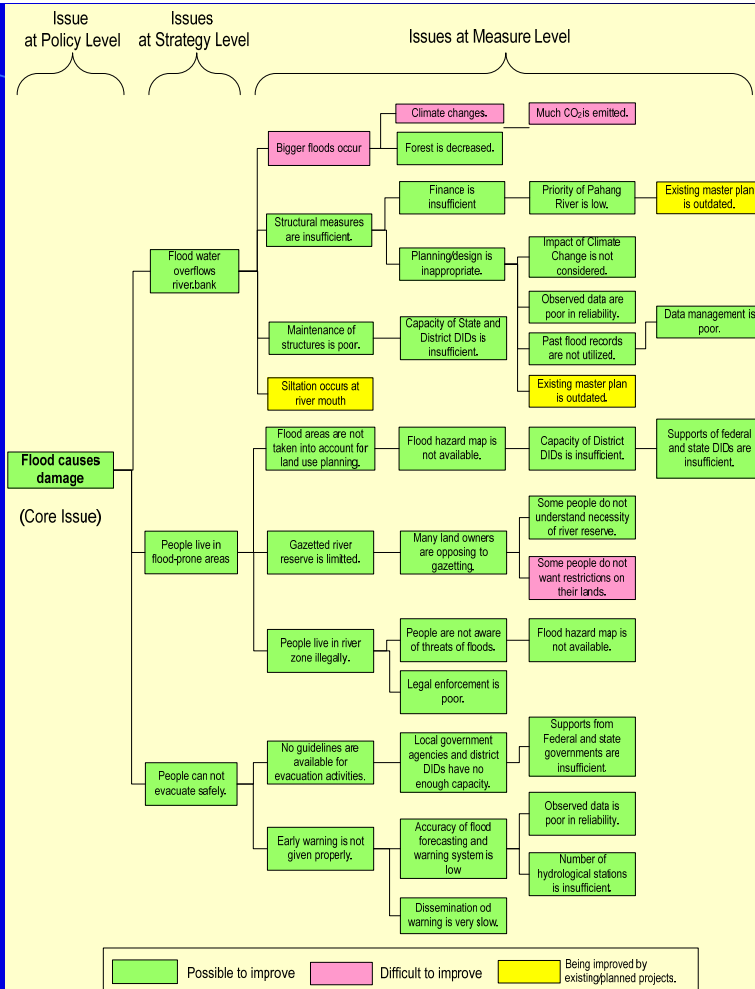 Issue
at Policy Level
Issues
at Strategy Level
Issues at Measure Level
Climate changes.
Much CO₂ is emitted.
Bigger floods occur
Forest is decreased.
Finance is
insufficient
Priority of Pahang
River is low.
Existing master plan
is outdated.
Structural measures
are insufficient.
Planning/design is
inappropriate.
Impact of Climate
Change is not
considered.
Flood water
overflows
river.bank
Observed data are
poor in reliability.
Data management is
poor.
Maintenance of
structures is poor.
Capacity of State and
District DIDs is
insufficient.
Past flood records
are not utilized.
Siltation occurs at
river mouth
Existing master plan
is outdated.
Flood causes
damage
(Core Issue)
Flood areas are not
taken into account for
land use planning.
Flood hazard map is
not available.
Capacity of District
DIDs is insufficient.
Supports of federal
and state DIDs are
insufficient.
People live in
flood-prone areas
Gazetted river
reserve is limited.
Many land owners
are opposing to
gazetting.
Some people do not
understand necessity
of river reserve.
Some people do not
want restrictions on
their lands.
People live in river
zone illegally.
People are not aware
of threats of floods.
Flood hazard map is
not available.
Legal enforcement is
poor.
People can not
evacuate safely.
No guidelines are
available for
evacuation activities.
Local government
agencies and district
DIDs have no
enough capacity.
Supports from
Federal and state
governments are
insufficient.
Early warning is not
given properly.
Accuracy of flood
forecasting and
warning system is
low
Observed data is
poor in reliability.
Number of
hydrological stations
is insufficient.
Dissemination od
warning is very slow.
Possible to improve
Difficult to improve
Being improved by
existing/planned projects.